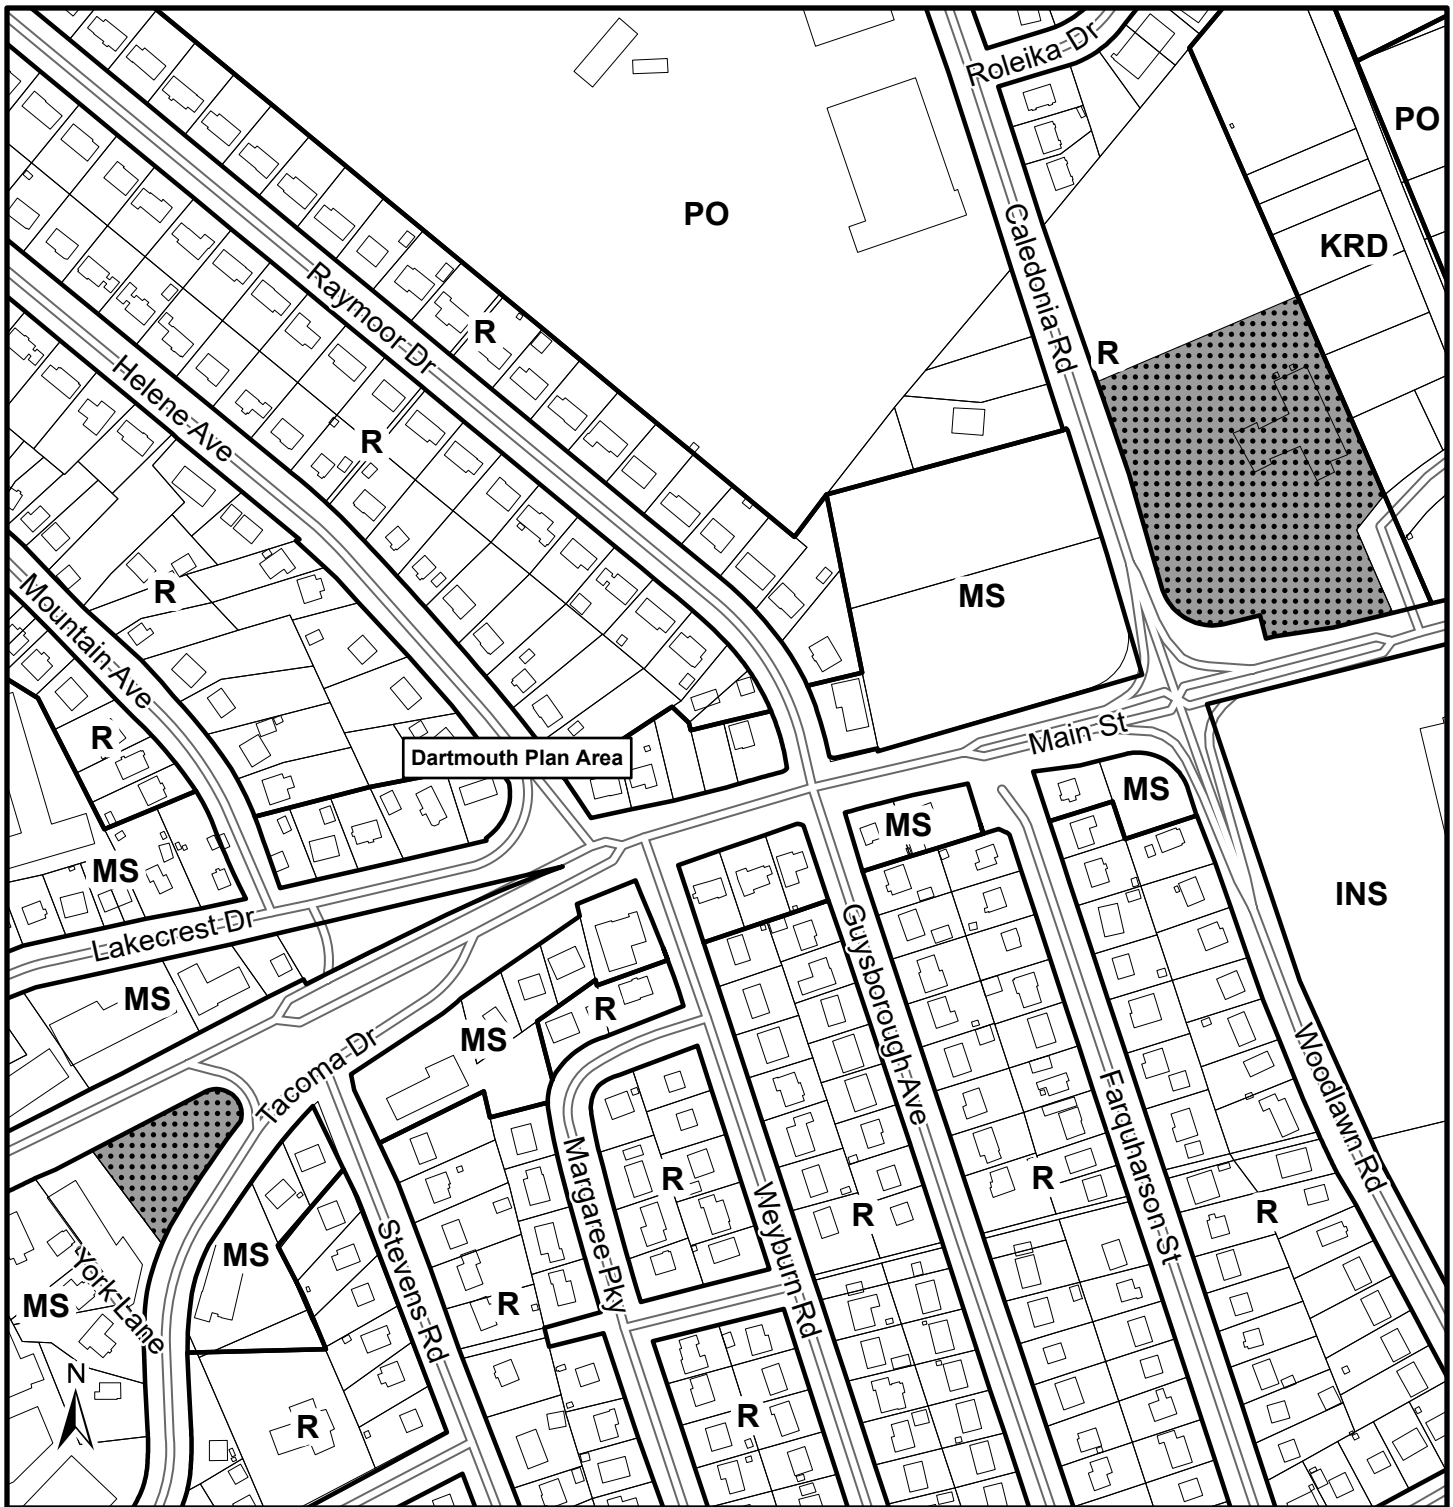 Roleika Dr
PO
PO
KRD
Caledonia Rd
Raymoor Dr
R
R
R
Helene Ave
R
MS
Mountain Ave
R
Main St
R
Dartmouth Plan Area
MS
MS
MS
INS
Lakecrest Dr
Guysborough Ave
MS
R
MS
Tacoma Dr
Woodlawn Rd
Farquharson St
Margaree Pky
R
R
Weyburn Rd
R
R
Stevens Rd
MS
York Lane
MS
R
N
R
R